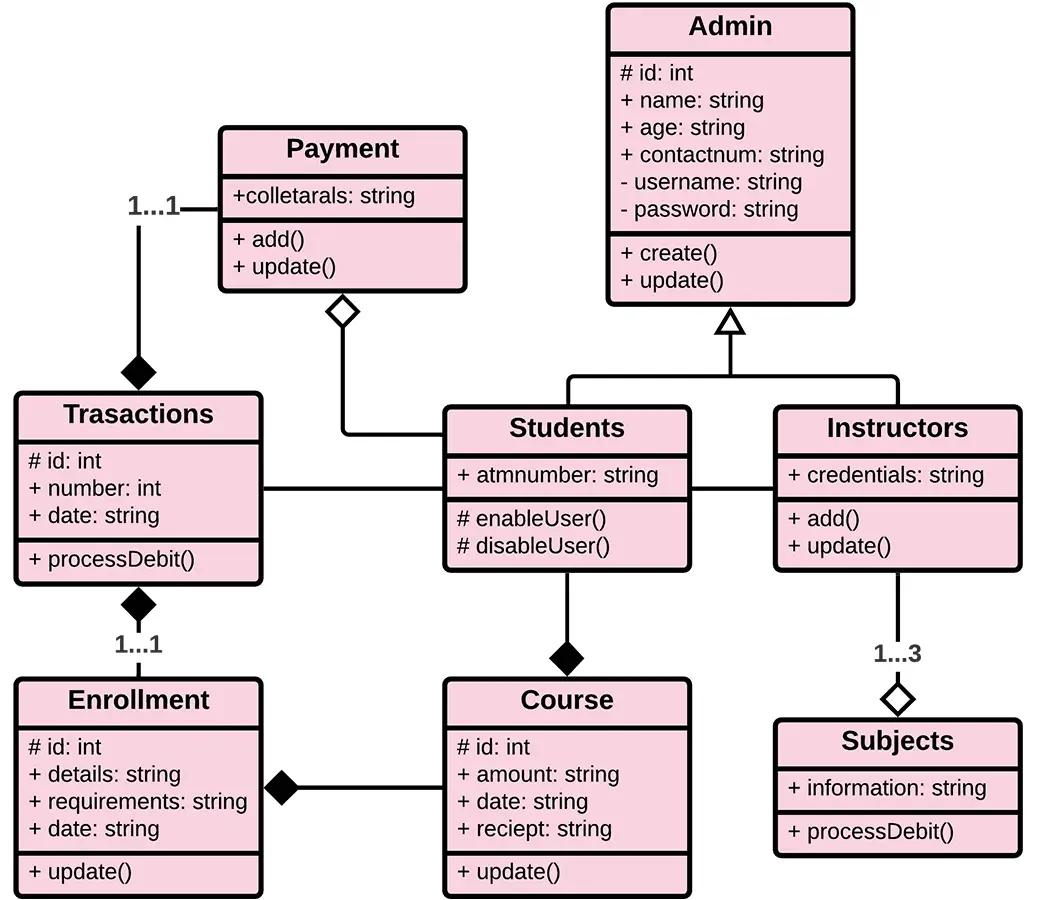 Admin
# id: int
+ name: string
+ age: string
+ contactnum: string
- username: string
- password: string
+ create()
+ update()
Payment
+colletarals: string
+ add()
+ update()
1...1
Trasactions
# id: int
+ number: int
+ date: string
+ processDebit()
Students
+ atmnumber: string
# enableUser()
# disableUser()
Instructors
+ credentials: string
+ add()
+ update()
1...1
1...3
Enrollment
# id: int
+ details: string
+ requirements: string
+ date: string
+ update()
Course
# id: int
+ amount: string
+ date: string
+ reciept: string
+ update()
Subjects
+ information: string
+ processDebit()